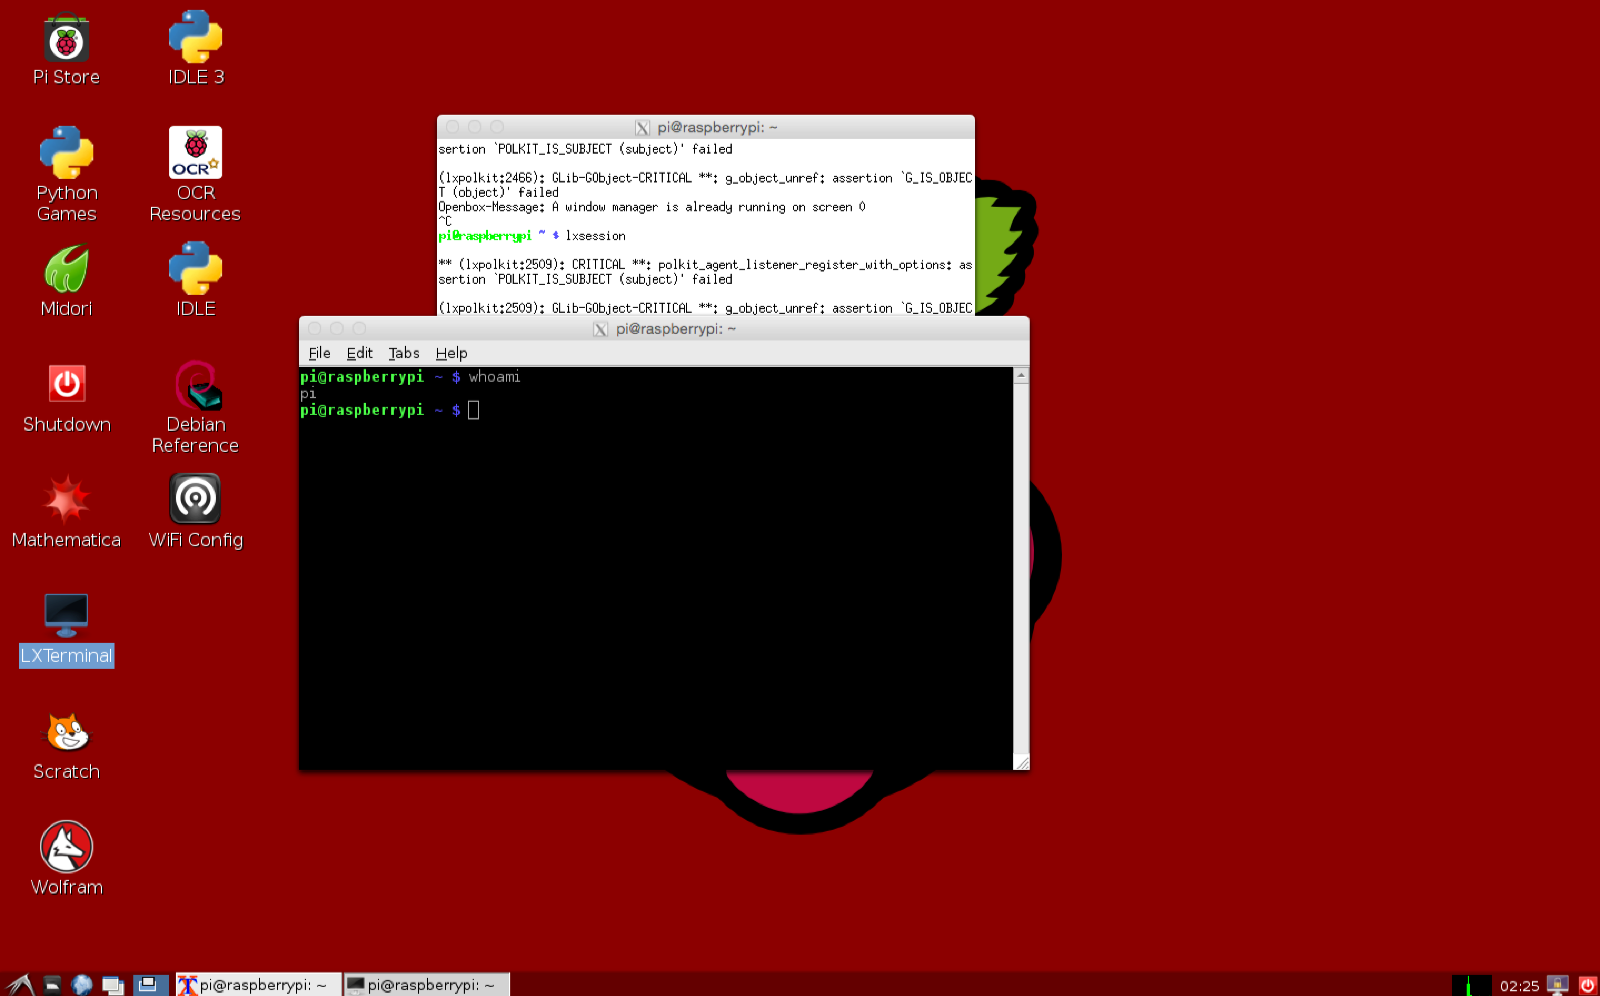 Pi Store
IDLE 3
Python
Games
OCR
OCR
Resources
Midori
IDLE
Shutdown
Debian
Reference
Mathematica
WiFi Config
LXTerminal
Scratch
Wolfram
pi@raspberrypi: ~
sertion `POLKIT_IS_SUBJECT (subject)' failed
(lxpolkit:2466): GLib-GObject-CRITICAL **: g_object_unref: assertion `G_IS_OBJEC
T (object)' failed
Openbox-Message: A window manager is already running on screen 0
^C
pi@raspberrypi ~ $ lxsession
** (lxpolkit:2509): CRITICAL **: polkit_agent_listener_register_with_options: as
sertion `POLKIT_IS_SUBJECT (subject)' failed
(lxpolkit:2509): GLib-GObject-CRITICAL **: g_object_unref: assertion `G_IS_OBJEC
pi@raspberrypi: ~
File Edit Tabs Help
pi@raspberrypi ~ $ whoami
pi
pi@raspberrypi ~ $
pi@raspberrypi: ~
pi@raspberrypi: ~
02:25